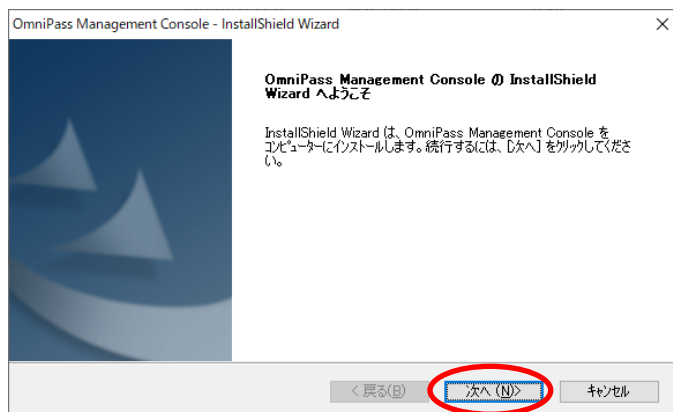 OmniPass Management Console - InstallShield Wizard
OmniPass Management Console の InstallShield
Wizard へようこそ
InstallShield Wizard は、OmniPass Management Console を
コンピューターにインストールします。続行するには、[次へ] をクリックしてくださ
い。
< 戻る(B) 次へ (N)> キャンセル